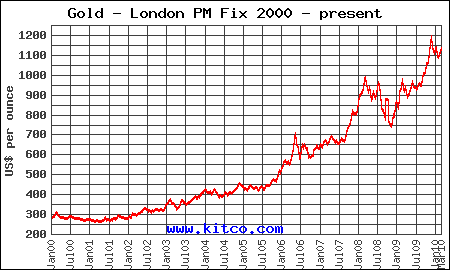 Gold - London PM Fix 2000 - present
US$ per ounce
1200
1100
1000
900
800
700
600
500
400
300
200
www.kitco.com
Jan00
Jul00
Jan01
Jul01
Jan02
Jul02
Jan03
Jul03
Jan04
Jul04
Jan05
Jul05
Jan06
Jul06
Jan07
Jul07
Jan08
Jul08
Jan09
Jul09
Jan10
Mar10